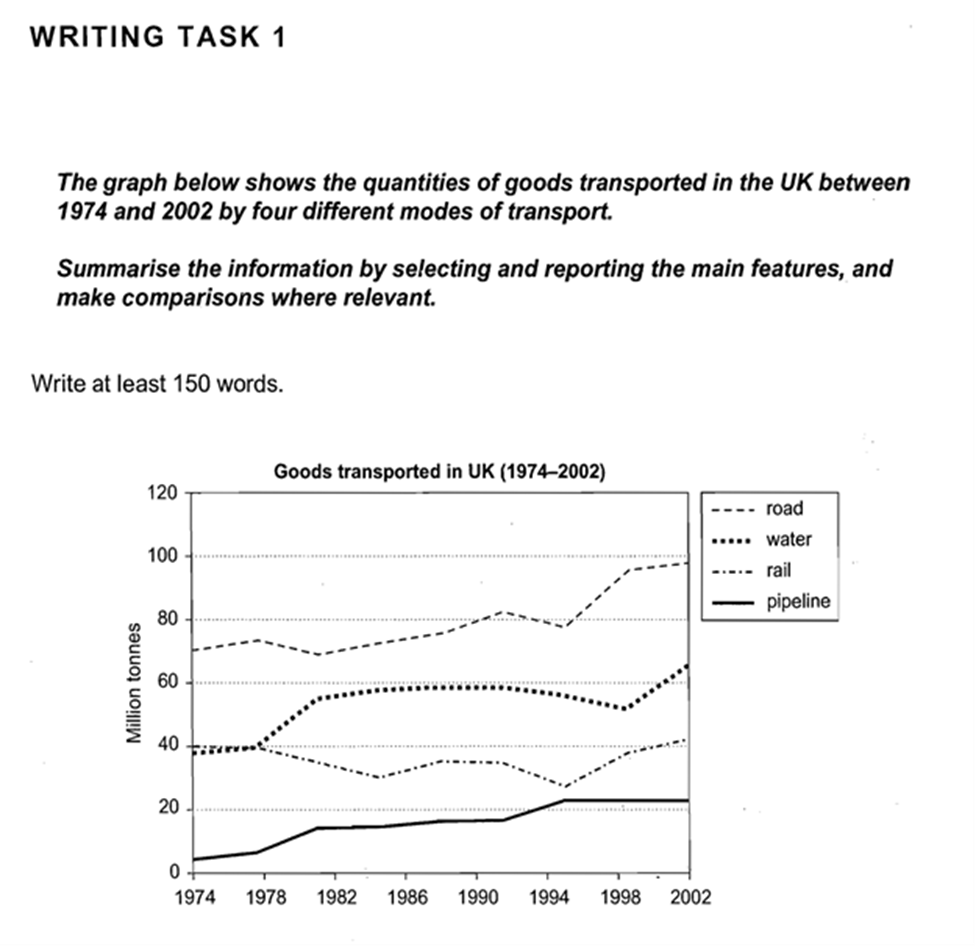 WRITING TASK 1
The graph below shows the quantities of goods transported in the UK between
1974 and 2002 by four different modes of transport.
Summarise the information by selecting and reporting the main features, and
make comparisons where relevant.
Write at least 150 words.
Goods transported in UK (1974–2002)
120
100
80
60
40
20
0
Million tonnes
1974 1978 1982 1986 1990 1994 1998 2002
road
water
rail
pipeline